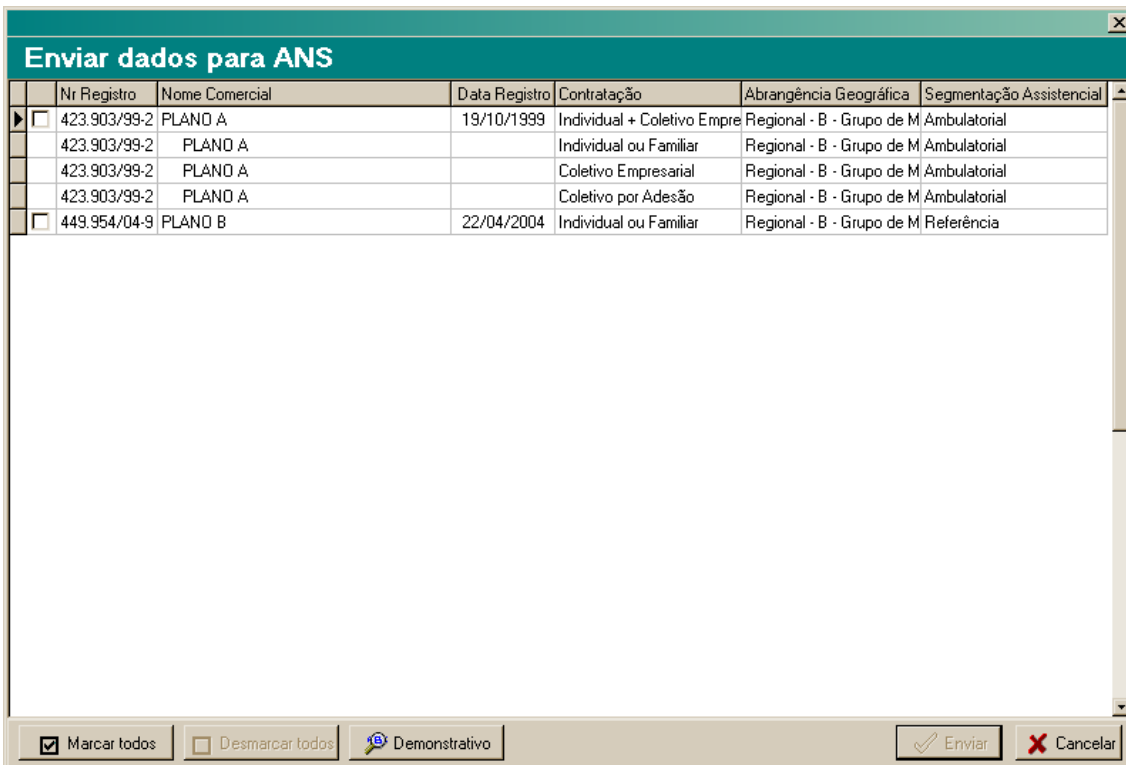 Enviar dados para ANS
Nr Registro Nome Comercial Data Registro Contratação Abrangência Geográfica Segmentação Assistencial
423.903/99-2 PLANO A 19/10/1999 Individual + Coletivo Empre Regional - B - Grupo de M Ambulatorial
423.903/99-2 PLANO A Individual ou Familiar Regional - B - Grupo de M Ambulatorial
423.903/99-2 PLANO A Coletivo Empresarial Regional - B - Grupo de M Ambulatorial
423.903/99-2 PLANO A Coletivo por Adesão Regional - B - Grupo de M Ambulatorial
449.954/04-9 PLANO B 22/04/2004 Individual ou Familiar Regional - B - Grupo de M Referência
Marcar todos Desmarcar todos Demonstrativo Enviar Cancelar